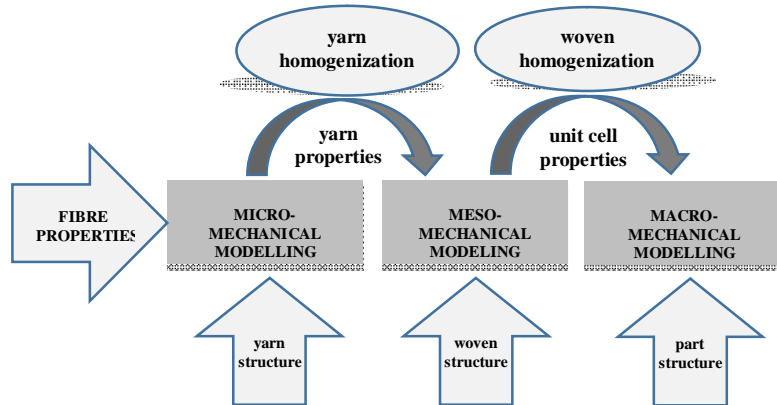 yarn
homogenization
woven
homogenization
yarn
properties
unit cell
properties
FIBRE
PROPERTIES
MICRO-
MECHANICAL
MODELLING
MESO-
MECHANICAL
MODELING
MACRO-
MECHANICAL
MODELLING
yarn
structure
woven
structure
part
structure